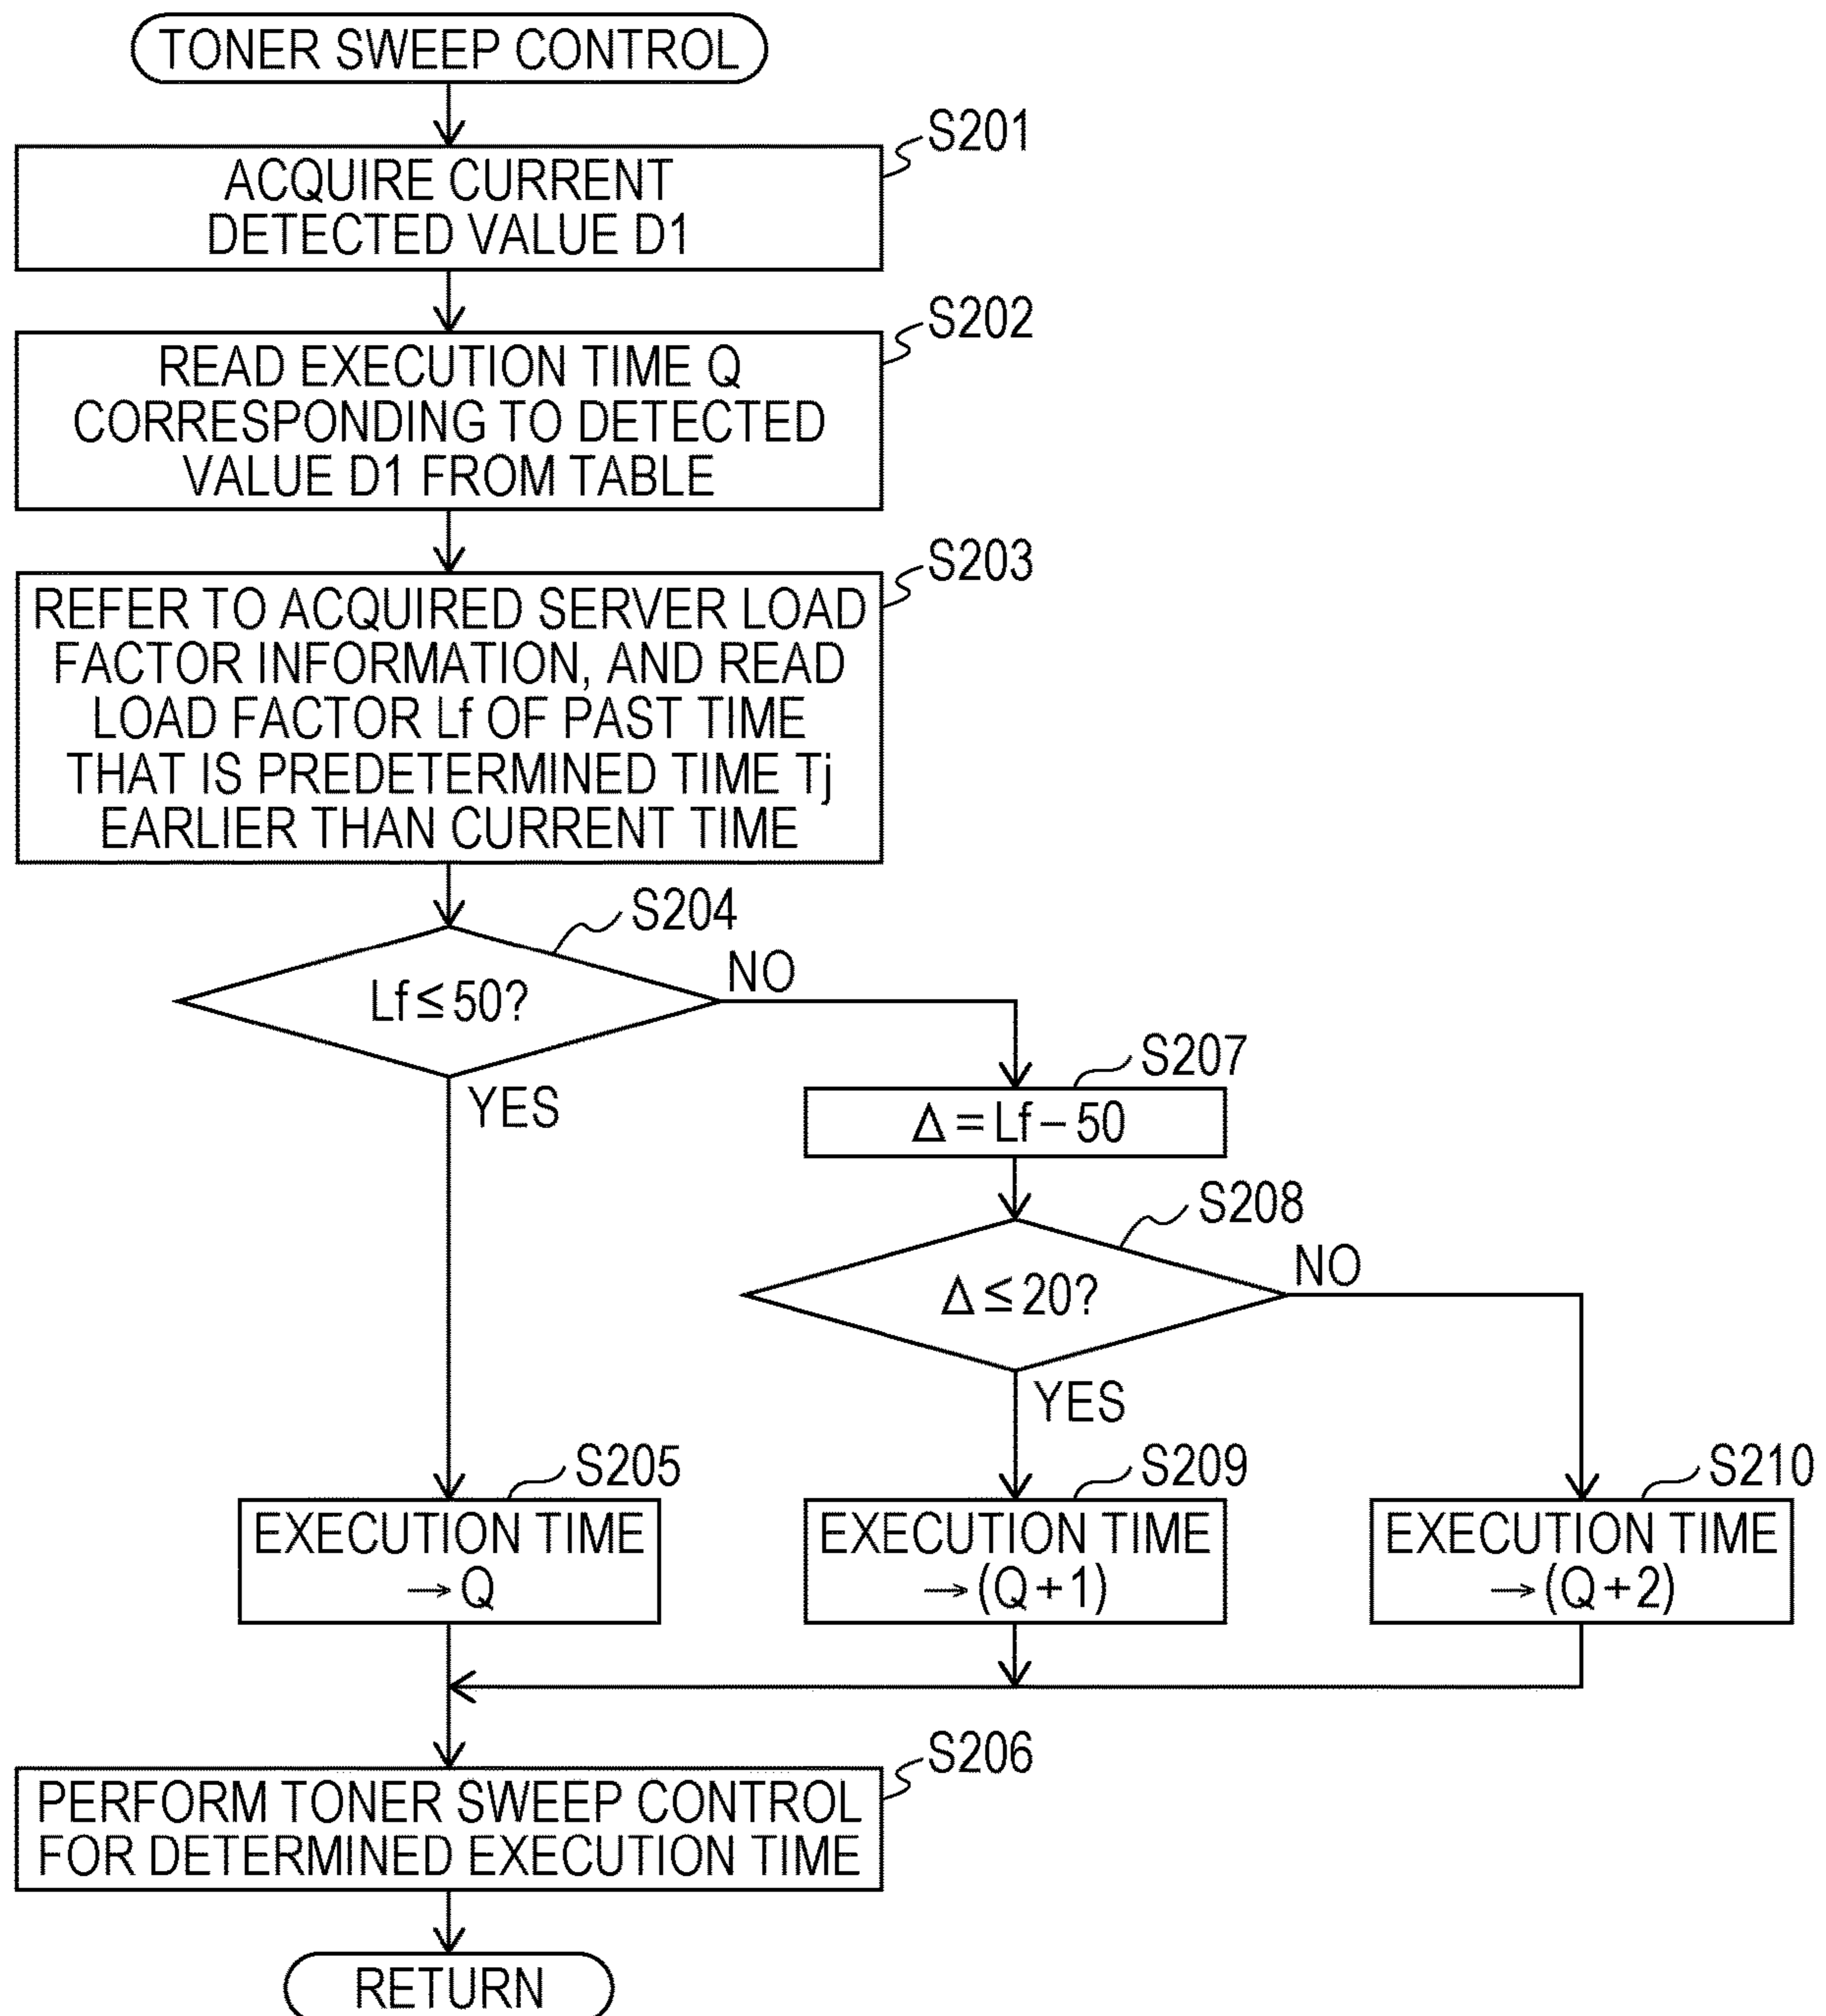 TONER SWEEP CONTROL
S201
ACQUIRE CURRENT
DETECTED VALUE D1
S202
READ EXECUTION TIME Q
CORRESPONDING TO DETECTED
VALUE D1 FROM TABLE
S203
REFER TO ACQUIRED SERVER LOAD
FACTOR INFORMATION, AND READ
LOAD FACTOR Lf OF PAST TIME
THAT IS PREDETERMINED TIME Tj
EARLIER THAN CURRENT TIME
S204
Lf ≤ 50?
NO
YES
S207
Δ = Lf – 50
S208
Δ ≤ 20?
NO
YES
S205
EXECUTION TIME
→ Q
S209
EXECUTION TIME
→ (Q + 1)
S210
EXECUTION TIME
→ (Q + 2)
S206
PERFORM TONER SWEEP CONTROL
FOR DETERMINED EXECUTION TIME
RETURN